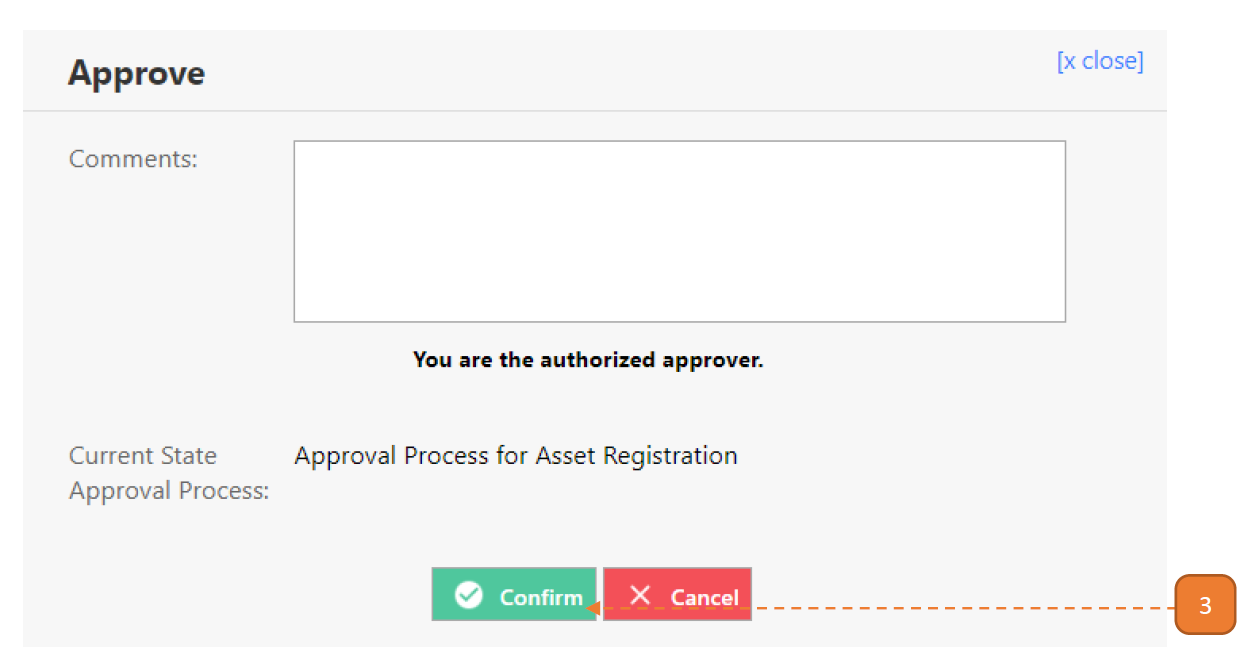 Approve
[x close]
Comments:
You are the authorized approver.
Current State
Approval Process:
Approval Process for Asset Registration
Confirm
Cancel
3